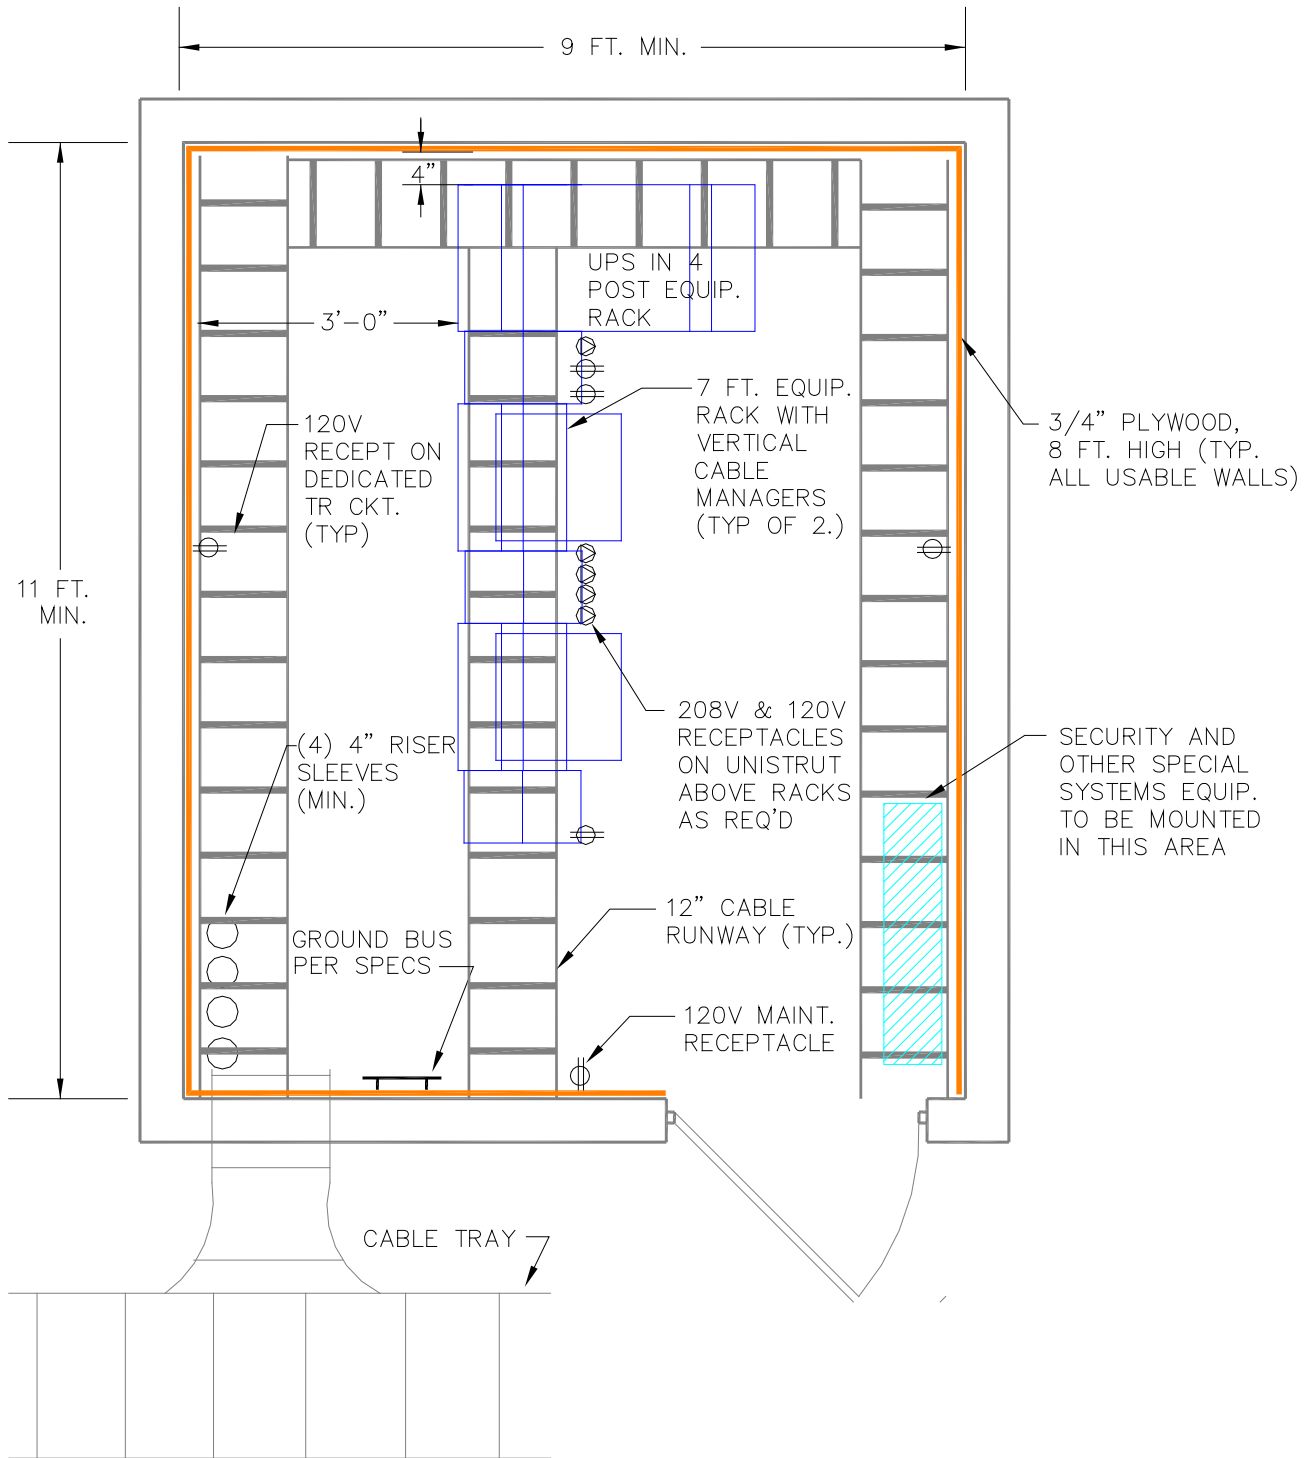 9 FT. MIN.
4"
UPS IN 4
POST EQUIP.
RACK
3'-0"
7 FT. EQUIP.
RACK WITH
VERTICAL
CABLE
MANAGERS
(TYP OF 2.)
120V
RECEPT ON
DEDICATED
TR CKT.
(TYP)
3/4" PLYWOOD,
8 FT. HIGH (TYP.
ALL USABLE WALLS)
11 FT.
MIN.
208V & 120V
RECEPTACLES
ON UNISTRUT
ABOVE RACKS
AS REQ'D
(4) 4" RISER
SLEEVES
(MIN.)
SECURITY AND
OTHER SPECIAL
SYSTEMS EQUIP.
TO BE MOUNTED
IN THIS AREA
12" CABLE
RUNWAY (TYP.)
GROUND BUS
PER SPECS
120V MAINT.
RECEPTACLE
CABLE TRAY